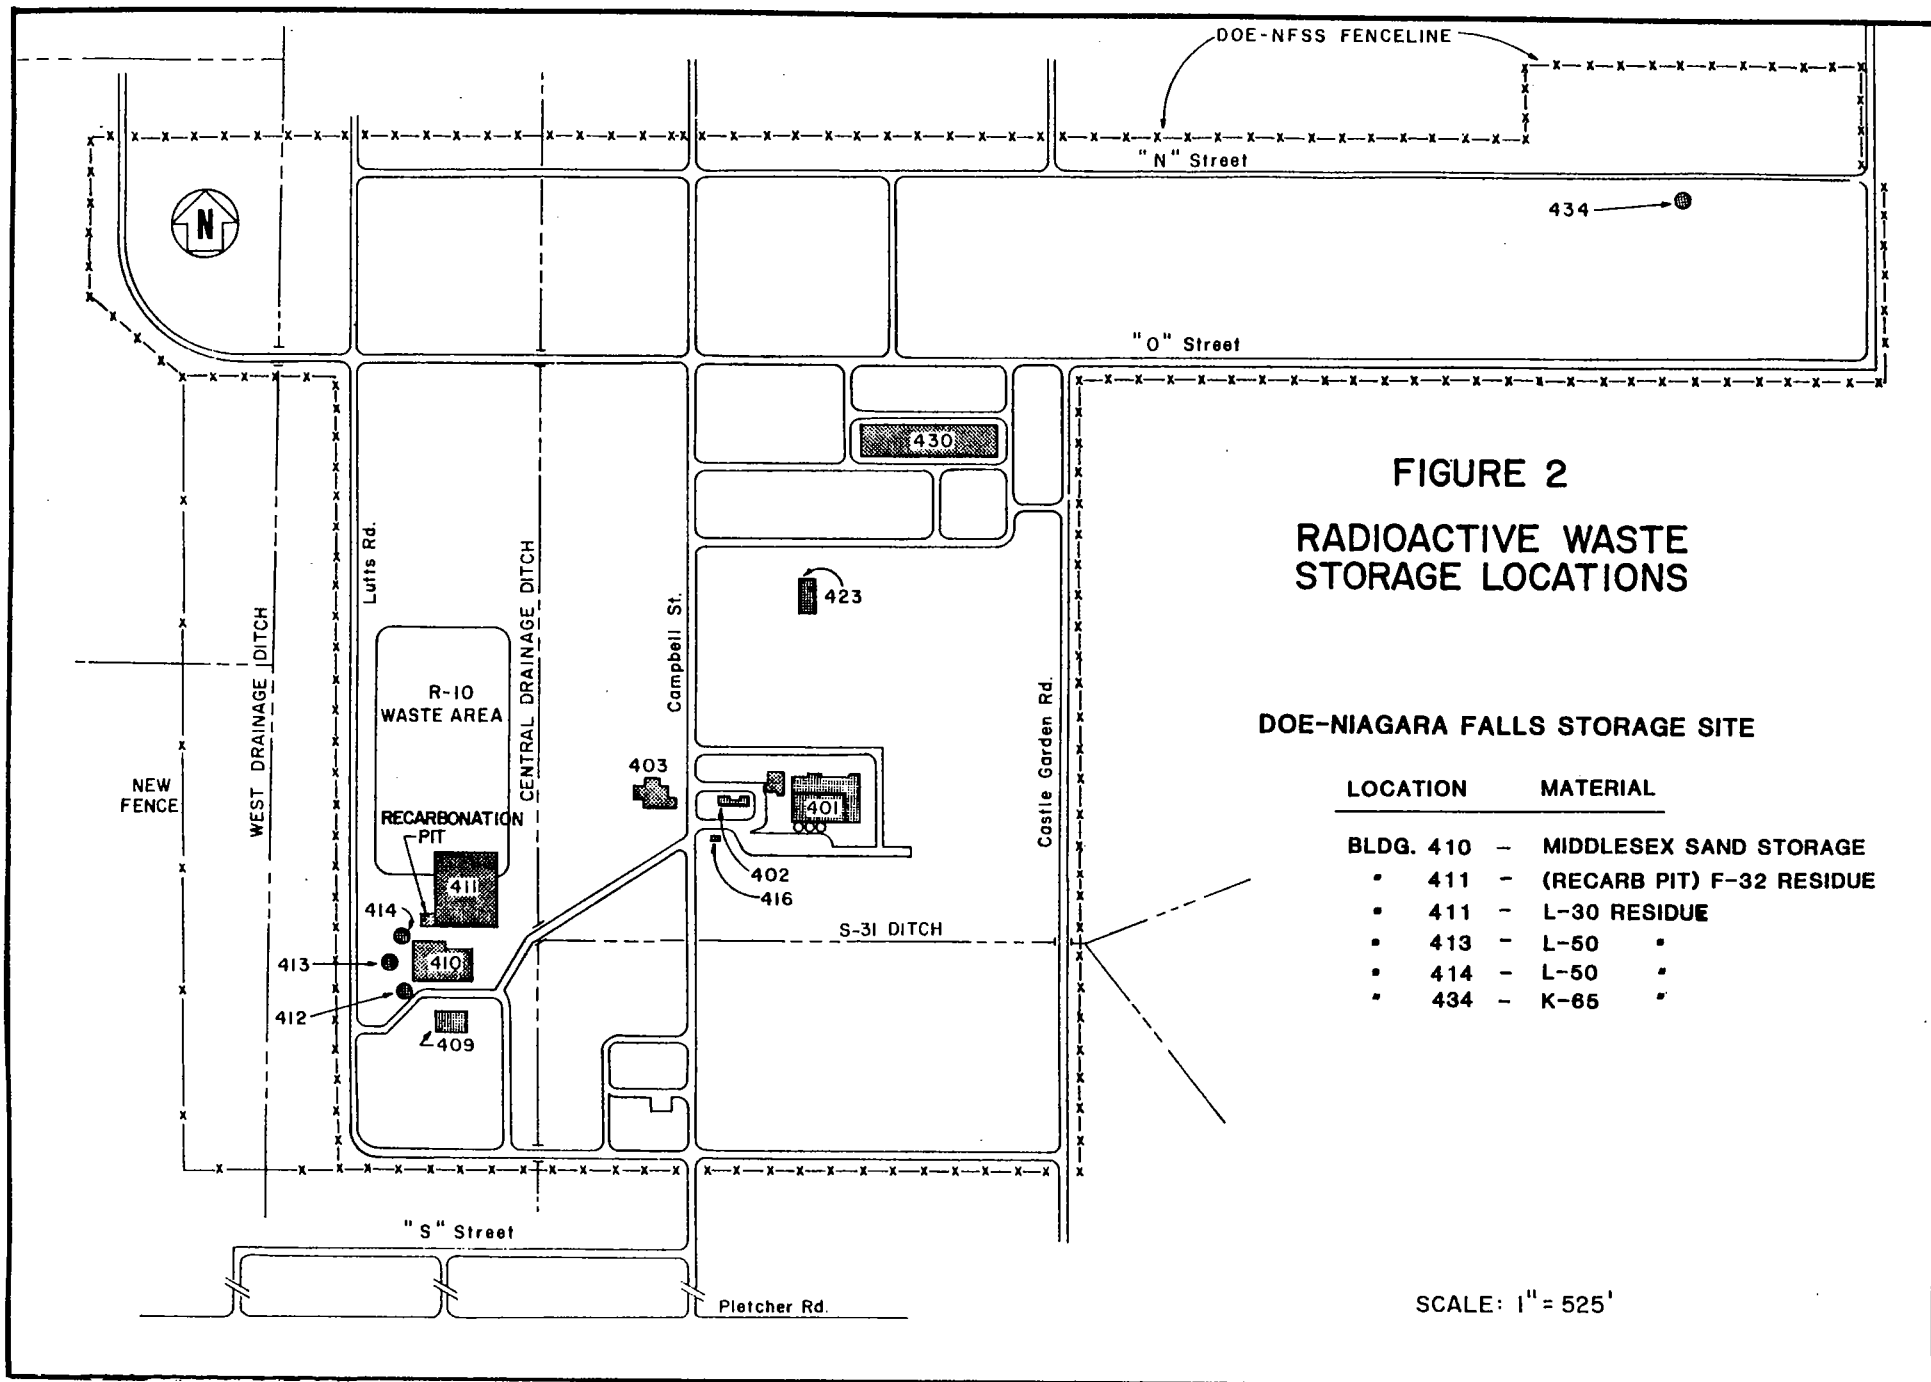 DOE-NFSS FENCELINE
"N" Street
N
434
"O" Street
430
FIGURE 2
RADIOACTIVE WASTE
STORAGE LOCATIONS
Lutts Rd.
CENTRAL DRAINAGE DITCH
Campbell St.
423
WEST DRAINAGE DITCH
R-10
WASTE AREA
Castle Garden Rd.
DOE-NIAGARA FALLS STORAGE SITE
NEW
FENCE
403
401
RECARBONATION
PIT
402
416
411
414
S-31 DITCH
413
410
412
409
LOCATION MATERIAL
BLDG. 410 - MIDDLESEX SAND STORAGE
" 411 - (RECARB PIT) F-32 RESIDUE
" 411 - L-30 RESIDUE
" 413 - L-50 "
" 414 - L-50 "
" 434 - K-65 "
"S" Street
Pletcher Rd.
SCALE: 1" = 525'